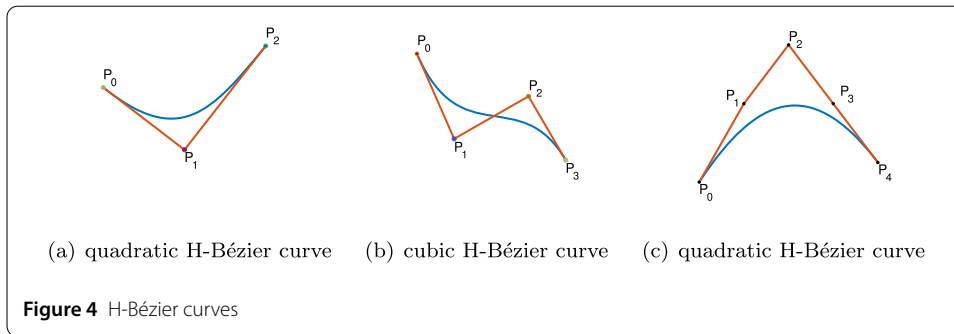 P0
P1
P2
P0
P1
P2
P3
P0
P1
P2
P3
P4
(a) quadratic H-Bézier curve
(b) cubic H-Bézier curve
(c) quadratic H-Bézier curve
Figure 4 H-Bézier curves